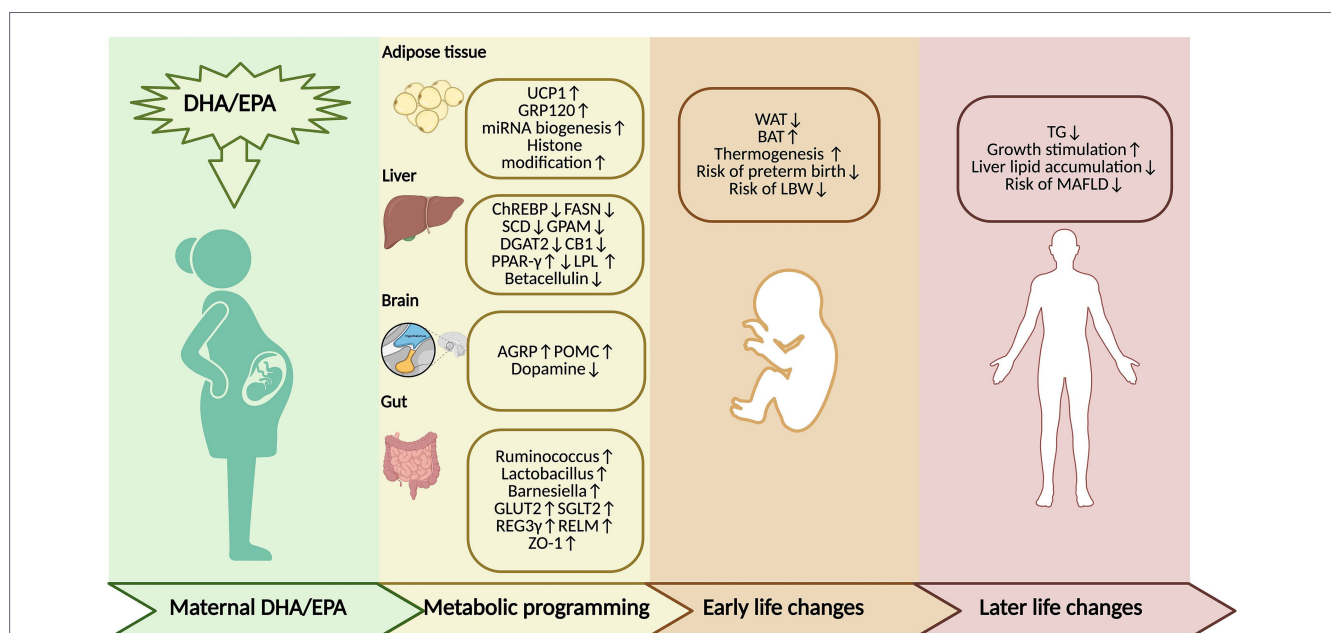 DHA/EPA
Adipose tissue
UCP1↑
GRP120↑
miRNA biogenesis↑
Histone
modification↑
Liver
ChREBP↓FASN↓
SCD↓GPAM↓
DGAT2↓CB1↓
PPAR-γ↑↓LPL ↑
Betacellulin↓
Brain
AGRP↑POMC↑
Dopamine↓
Gut
Ruminococcus↑
Lactobacillus↑
Barnesiella↑
GLUT2↑SGLT2↑
REG3γ↑RELM↑
ZO-1↑
WAT↓
BAT↑
Thermogenesis ↑
Risk of preterm birth↓
Risk of LBW↓
TG↓
Growth stimulation↑
Liver lipid accumulation↓
Risk of MAFLD↓
Maternal DHA/EPA
Metabolic programming
Early life changes
Later life changes